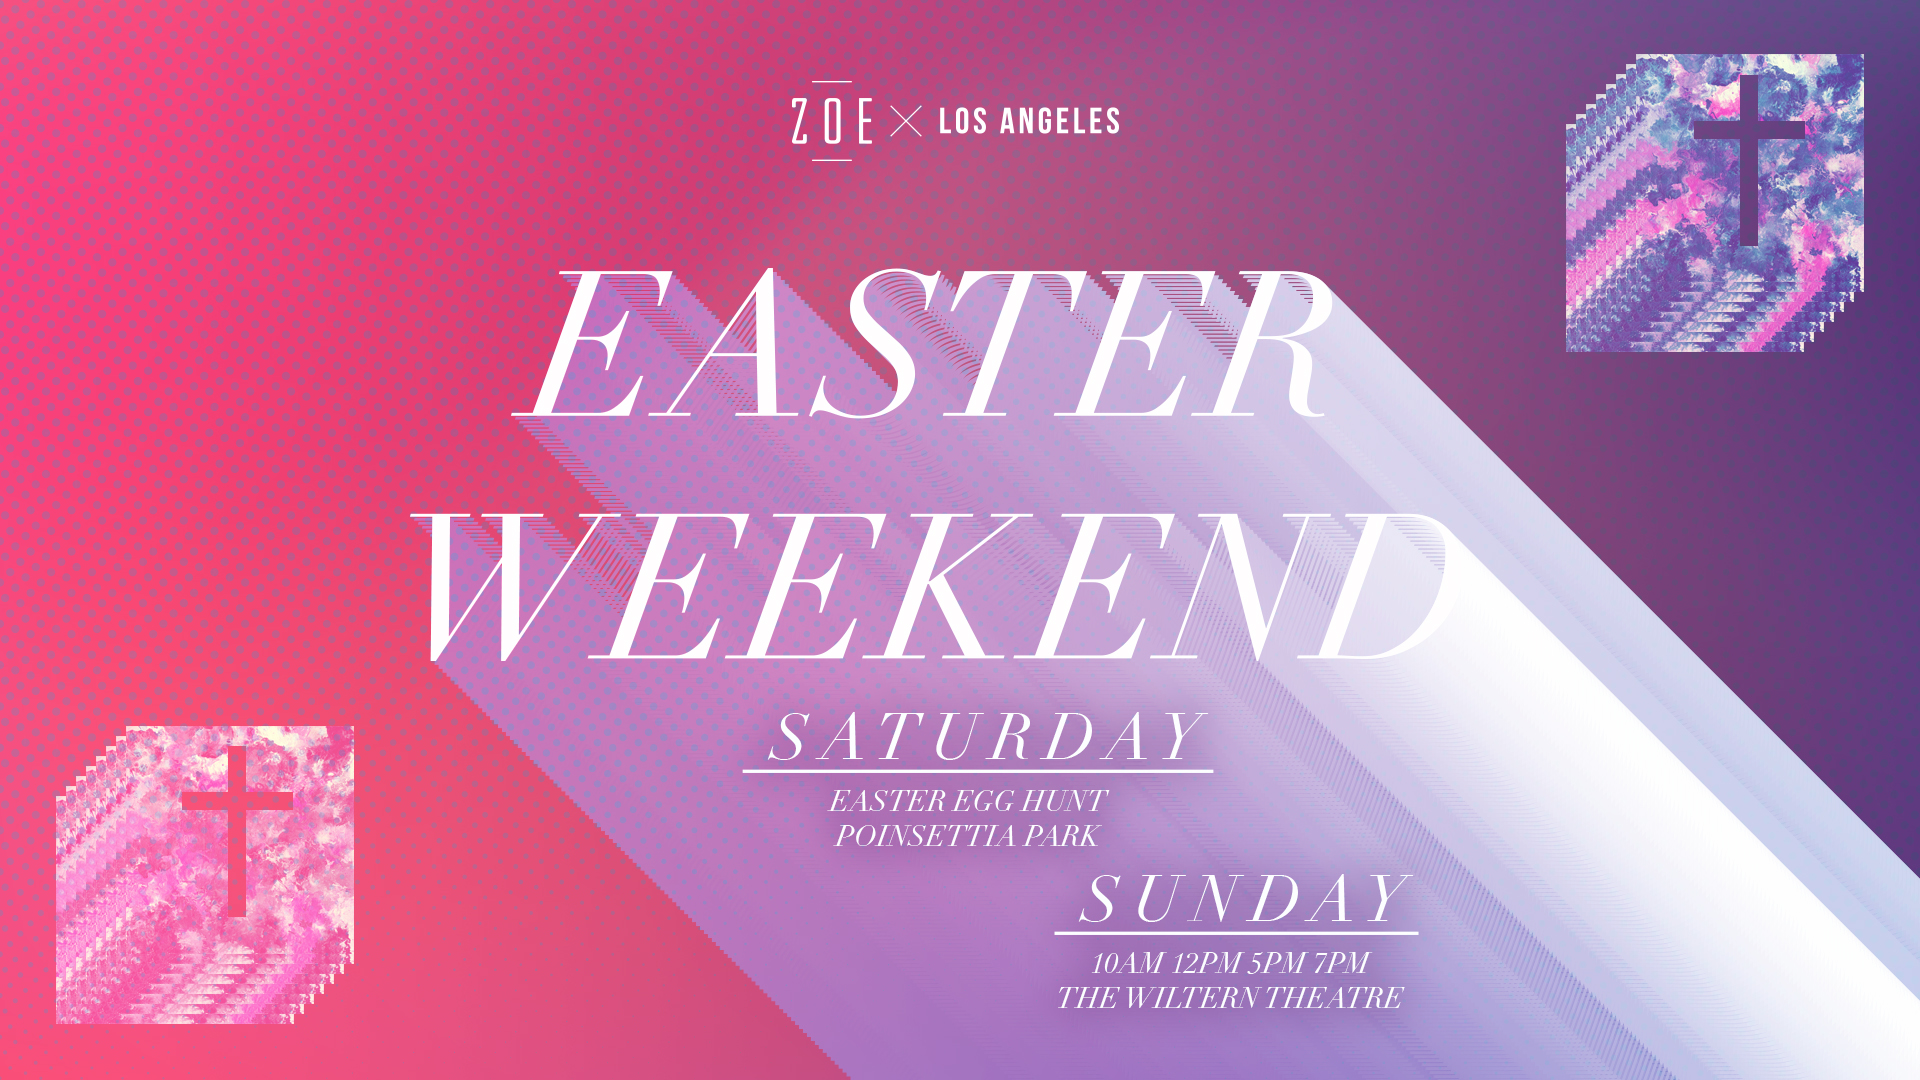 ZOE X LOS ANGELES
EASTER
WEEKEND
SATURDAY
EASTER EGG HUNT
POINSETTIA PARK
SUNDAY
10AM 12PM 5PM 7PM
THE WILTERN THEATRE